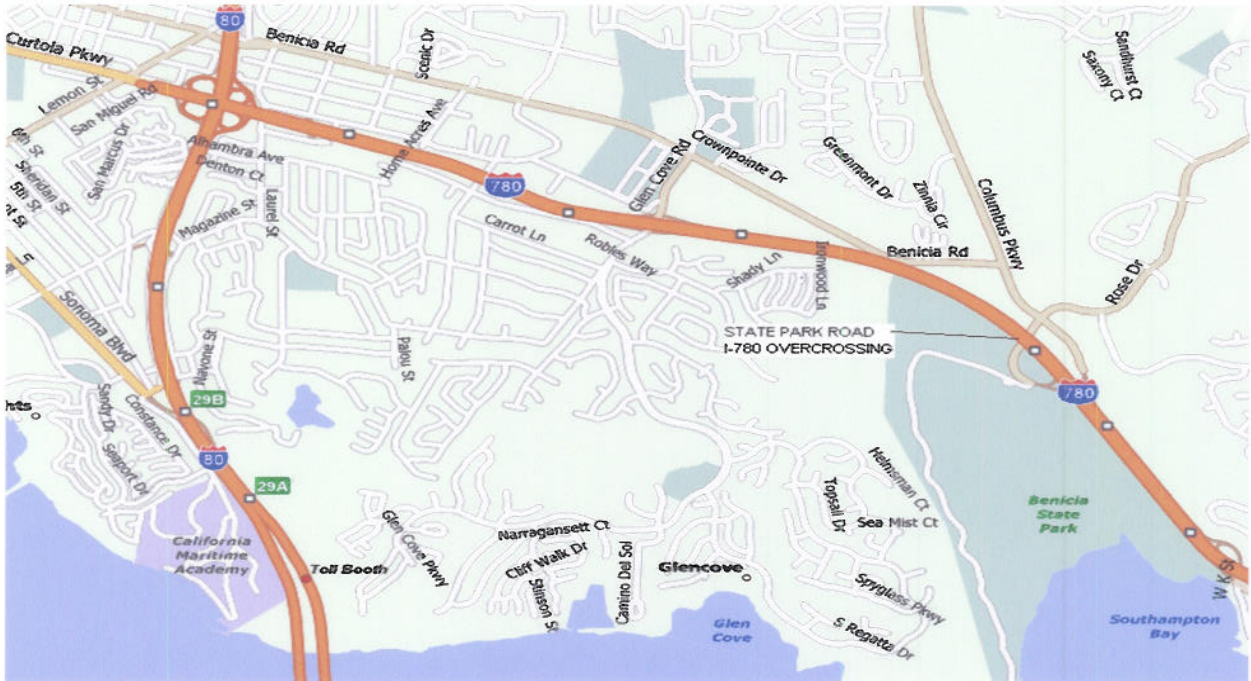 80
Benicia Rd
Curtola Pkwy
Scenic Dr
Sandhurst Ct
Saxony Ct
Lemon St
San Miguel Rd
Home Acres Ave
6th St
Sheridan St
5th St
San Marcus Dr
Alhambra Ave
Denton Ct
Laurel St
Magazine St
780
Glen Cove Rd
Crownpointe Dr
Greenmont Dr
Zinnia Cir
Columbus Pkwy
Carrot Ln
Robles Way
Shady Ln
Ironwood Ln
Benicia Rd
Rose Dr
Sonoma Blvd
Navone St
Palou St
STATE PARK ROAD
I-780 OVERCROSSING
29B
780
hts
Sandy Dr
Constance Dr
Seaport Dr
80
29A
Helmsman Ct
Topsail Dr
Sea Mist Ct
Benicia
State
Park
California
Maritime
Academy
Toll Booth
Glen Cove Pkwy
Narragansett Ct
Cliff Walk Dr
Stinson St
Camino Del Sol
Glencove
Spyglass Pkwy
S Regatta Dr
Glen
Cove
W K St
Southampton
Bay